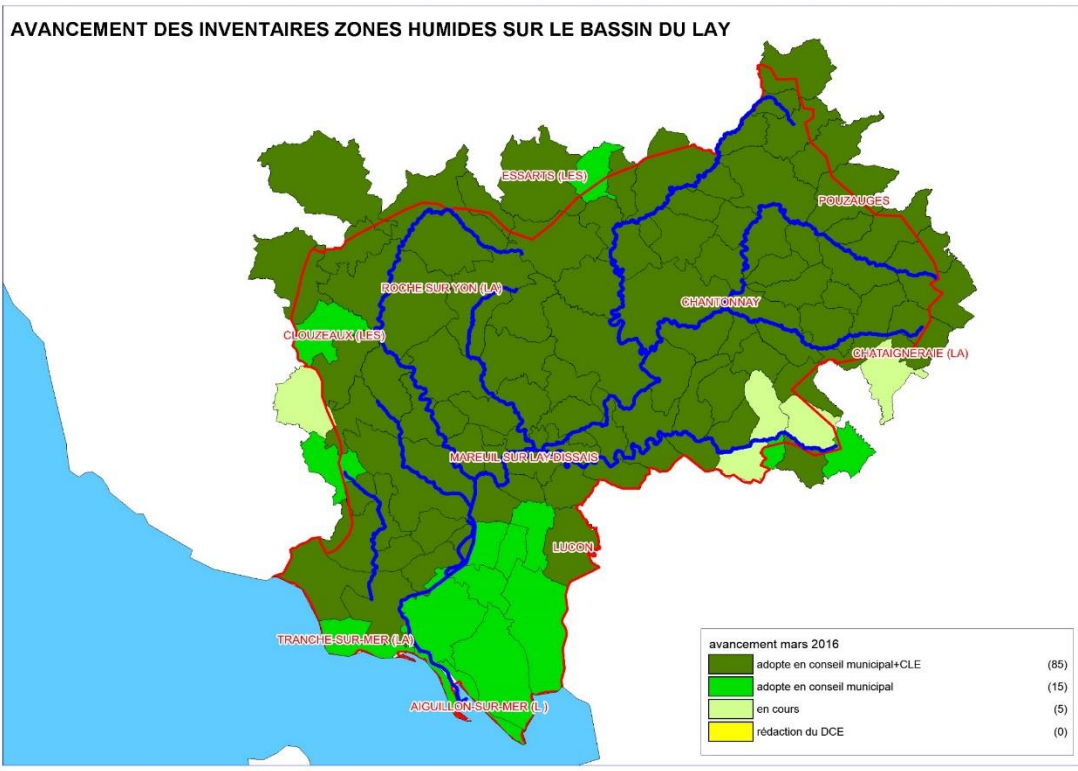 AVANCEMENT DES INVENTAIRES ZONES HUMIDES SUR LE BASSIN DU LAY
ESSARTS (LES)
POUZAUGES
ROCHE SUR YON (LA)
CHANTONNAY
CLOUZEAUX (LES)
CHATAIGNERAIE (LA)
MAREUIL SUR LAY-DISSAIS
LUCON
TRANCHE-SUR-MER (LA)
AIGUILLON-SUR-MER (L )
avancement mars 2016
adopte en conseil municipal+CLE (85)
adopte en conseil municipal (15)
en cours (5)
rédaction du DCE (0)